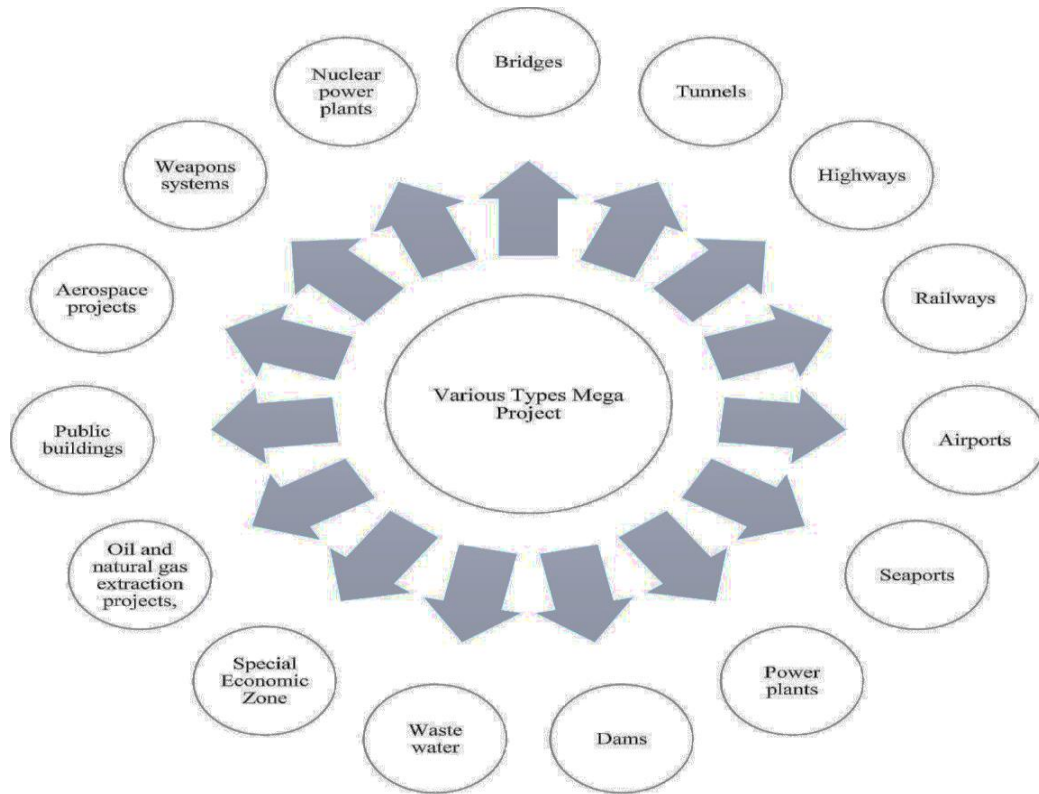 Bridges
Tunnels
Highways
Railways
Airports
Seaports
Power
plants
Dams
Waste
water
Special
Economic
Zone
Oil and
natural gas
extraction
projects,
Public
buildings
Aerospace
projects
Weapons
systems
Nuclear
power
plants
Various Types Mega
Project